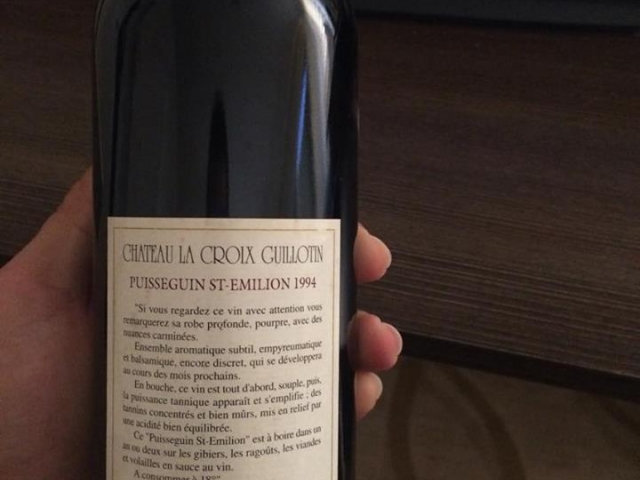 CHATEAU LA CROIX GUILLOTIN
PUISSEGUIN ST-EMILION 1994
"Si vous regardez ce vin avec attention vous
remarquerez sa robe profonde, pourpre, avec des
nuances carminées.
Ensemble aromatique subtil, empyreumatique
et balsamique, encore discret, qui se développera
au cours des mois prochains.
En bouche, ce vin est tout d'abord, souple, puis,
la puissance tannique apparaît et s'emplifie ; des
tannins concentrés et bien mûrs, mis en relief par
une acidité bien équilibrée.
Ce "Puisseguin St-Emilion" est à boire dans un
an ou deux sur les gibiers, les ragoûts, les viandes
et volailles en sauce au vin.
A consommer à 18°"